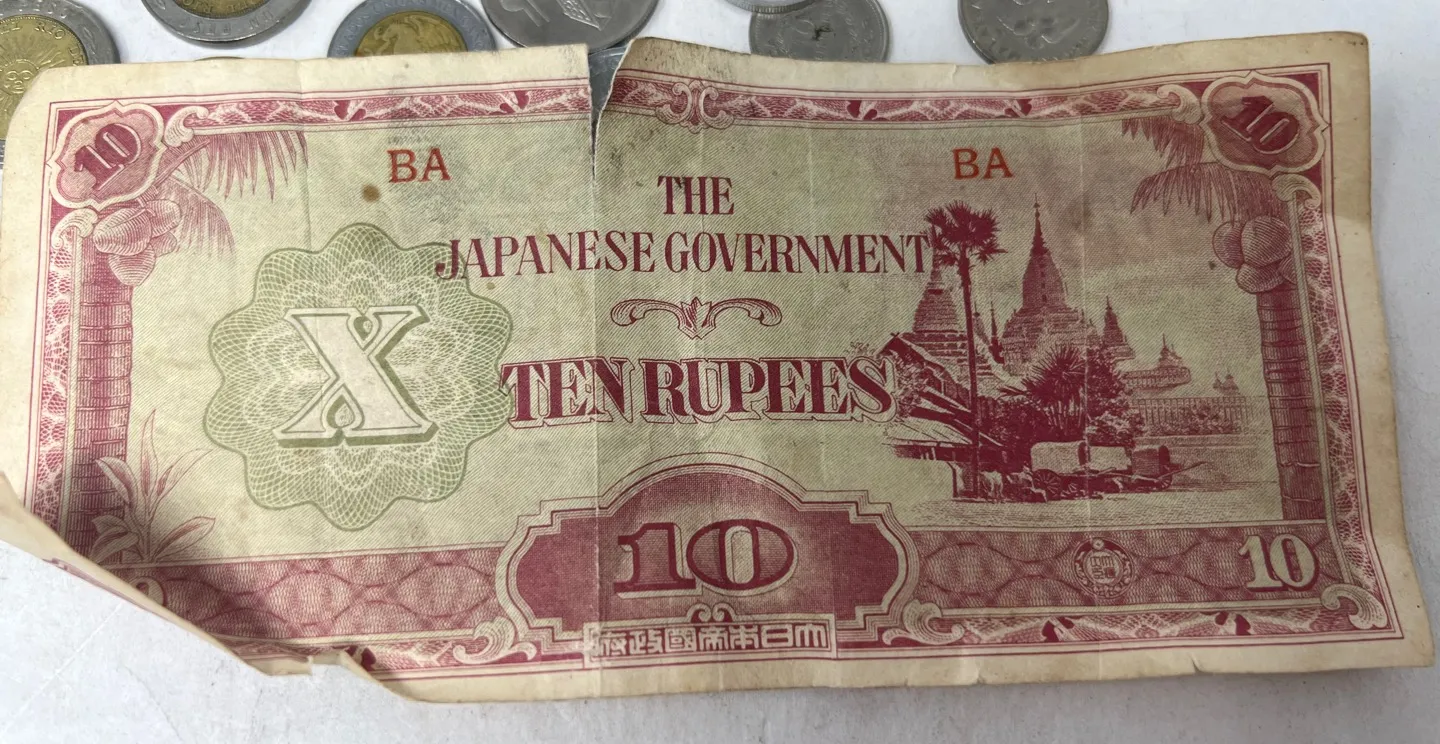 10
10
BA
BA
THE
JAPANESE GOVERNMENT
X
TEN RUPEES
10
10
府政國帝本日大